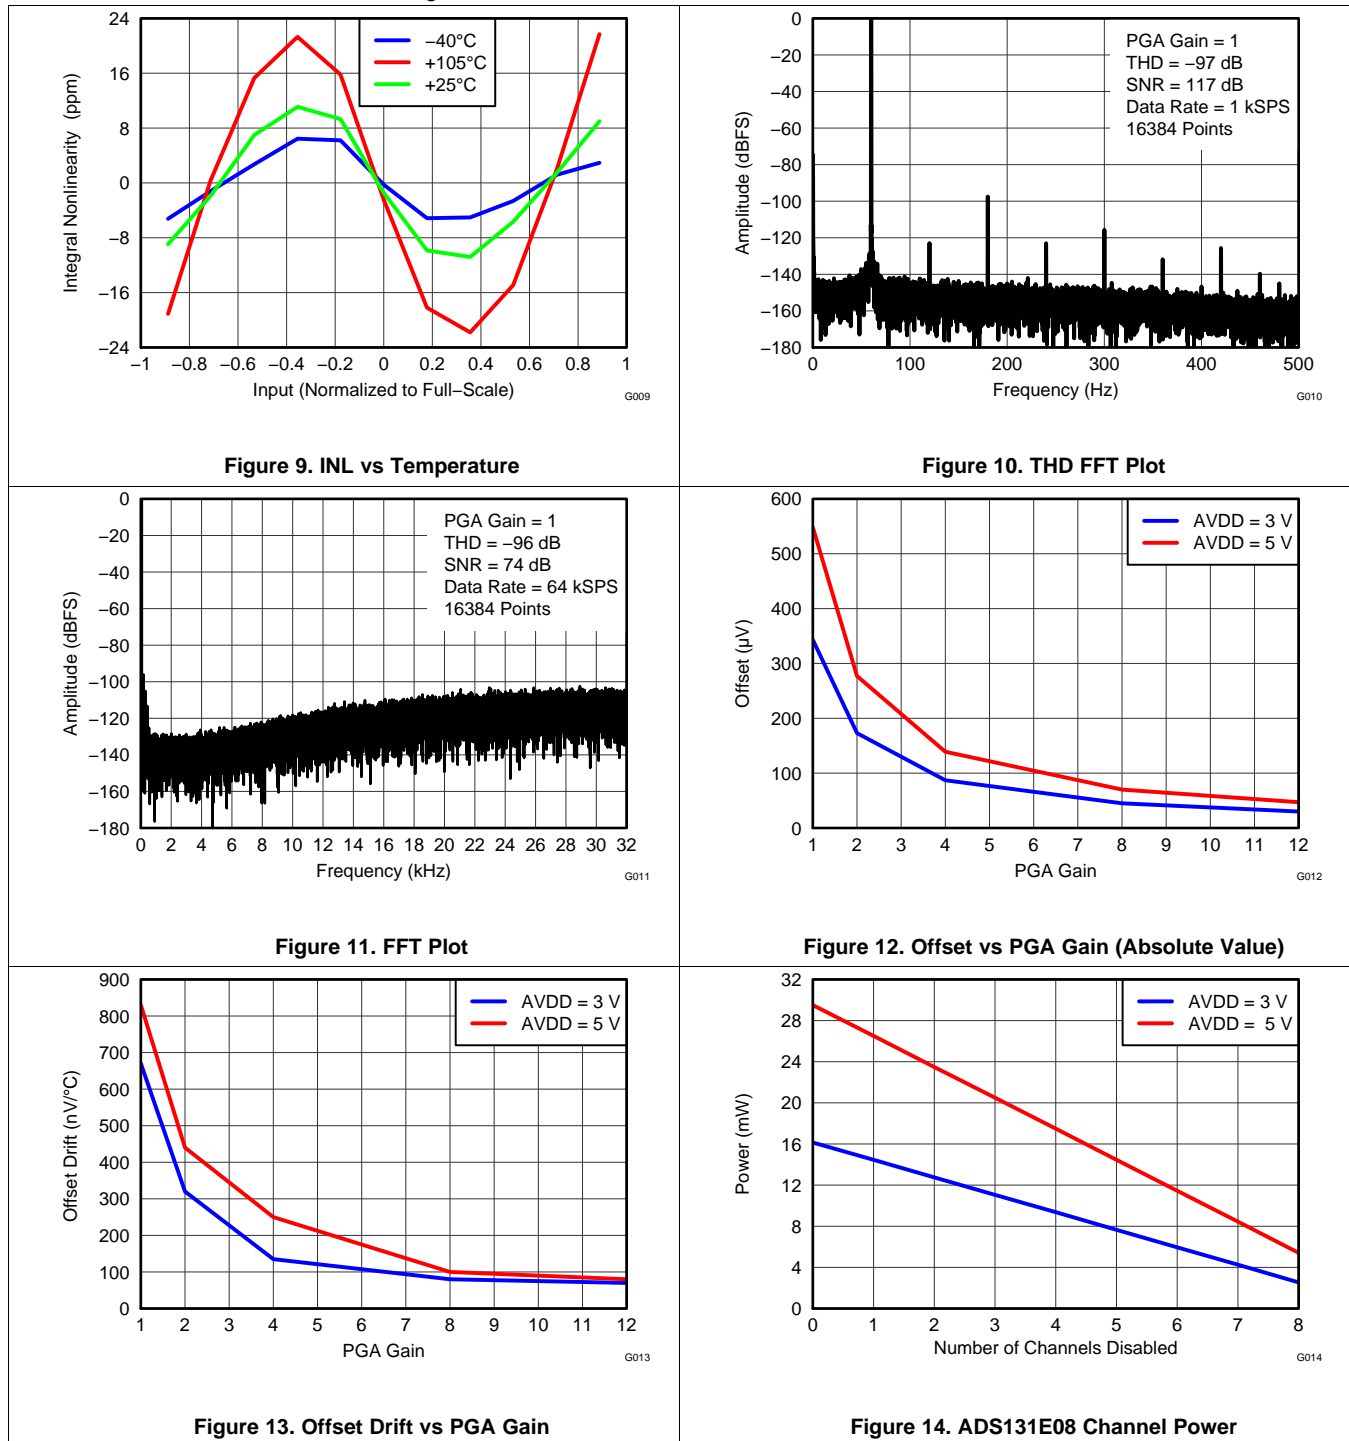 24
16
8
0
−8
−16
−24
Integral Nonlinearity (ppm)
−40°C
+105°C
+25°C
−1 −0.8 −0.6 −0.4 −0.2 0 0.2 0.4 0.6 0.8 1
Input (Normalized to Full−Scale)
G009
Figure 9. INL vs Temperature
0
−20
−40
−60
−80
−100
−120
−140
−160
−180
Amplitude (dBFS)
PGA Gain = 1
THD = −97 dB
SNR = 117 dB
Data Rate = 1 kSPS
16384 Points
0 100 200 300 400 500
Frequency (Hz)
G010
Figure 10. THD FFT Plot
0
−20
−40
−60
−80
−100
−120
−140
−160
−180
Amplitude (dBFS)
PGA Gain = 1
THD = −96 dB
SNR = 74 dB
Data Rate = 64 kSPS
16384 Points
0 2 4 6 8 10 12 14 16 18 20 22 24 26 28 30 32
Frequency (kHz)
G011
Figure 11. FFT Plot
600
500
400
300
200
100
0
Offset (µV)
AVDD = 3 V
AVDD = 5 V
1 2 3 4 5 6 7 8 9 10 11 12
PGA Gain
G012
Figure 12. Offset vs PGA Gain (Absolute Value)
900
800
700
600
500
400
300
200
100
0
Offset Drift (nV/°C)
AVDD = 3 V
AVDD = 5 V
1 2 3 4 5 6 7 8 9 10 11 12
PGA Gain
G013
Figure 13. Offset Drift vs PGA Gain
32
28
24
20
16
12
8
4
0
Power (mW)
AVDD = 3 V
AVDD = 5 V
0 1 2 3 4 5 6 7 8
Number of Channels Disabled
G014
Figure 14. ADS131E08 Channel Power